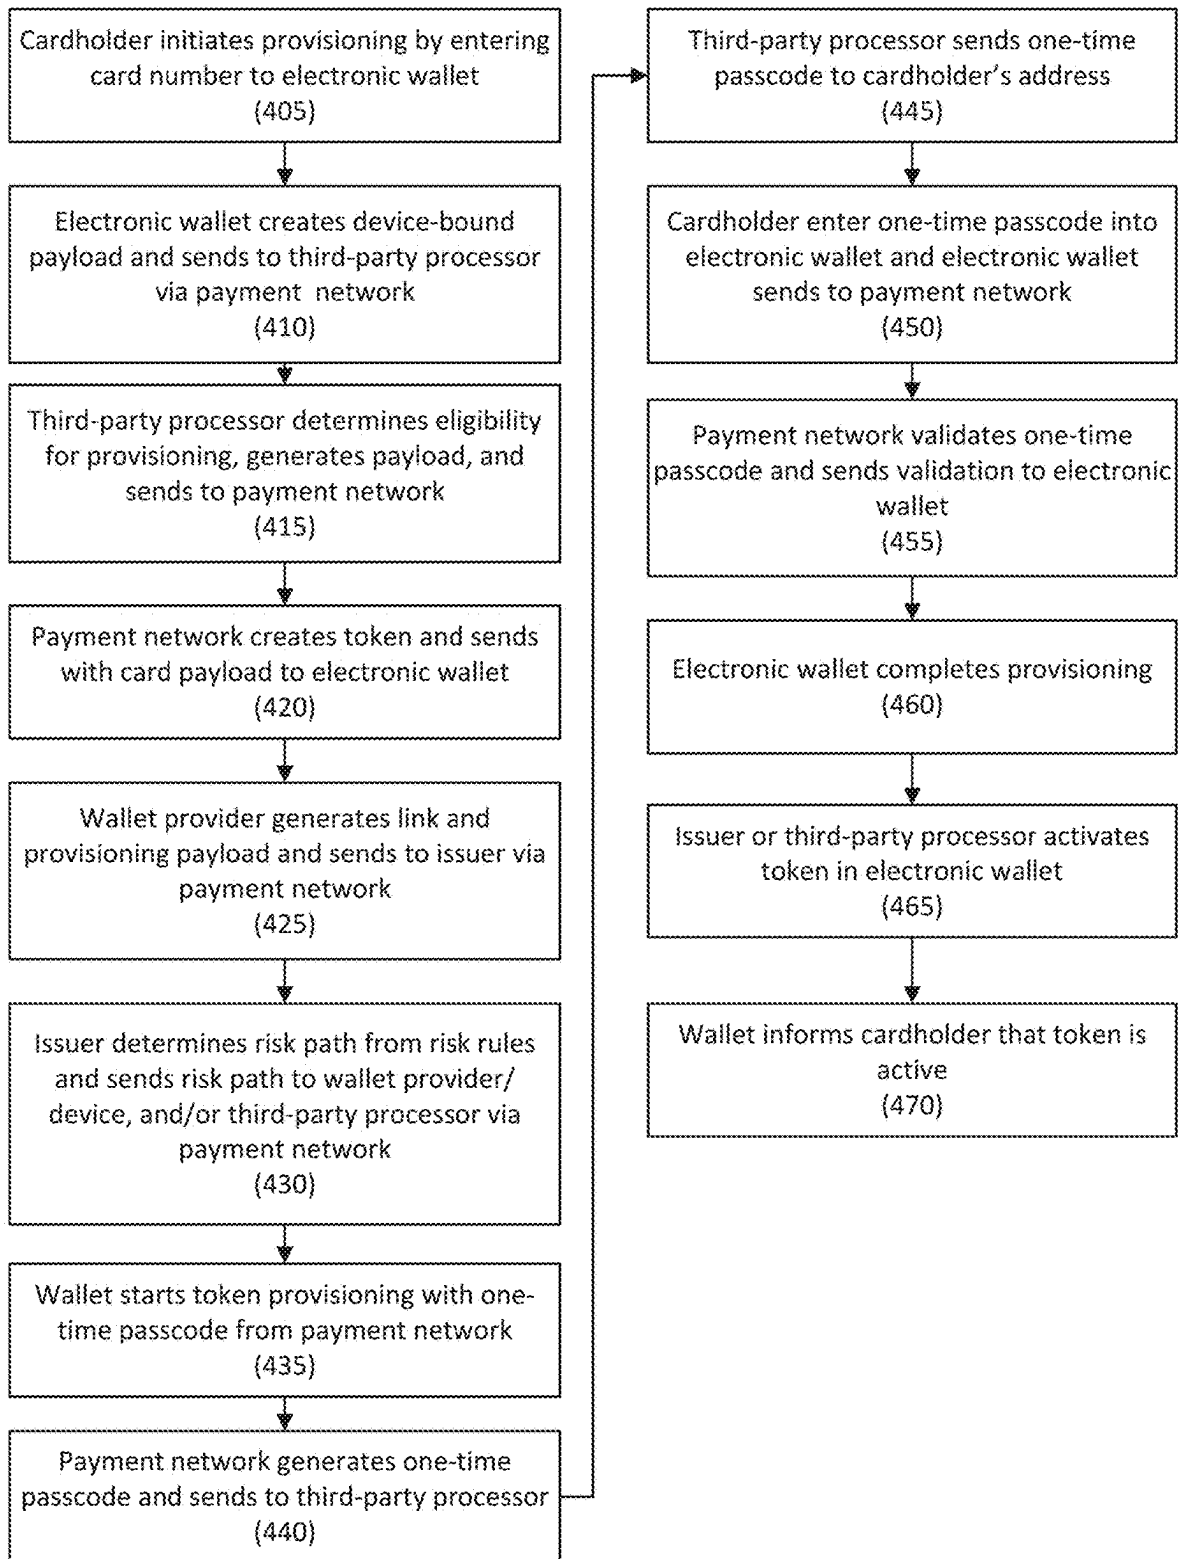 Cardholder initiates provisioning by entering
card number to electronic wallet
(405)
Electronic wallet creates device-bound
payload and sends to third-party processor
via payment network
(410)
Third-party processor determines eligibility
for provisioning, generates payload, and
sends to payment network
(415)
Payment network creates token and sends
with card payload to electronic wallet
(420)
Wallet provider generates link and
provisioning payload and sends to issuer via
payment network
(425)
Issuer determines risk path from risk rules
and sends risk path to wallet provider/
device, and/or third-party processor via
payment network
(430)
Wallet starts token provisioning with one-
time passcode from payment network
(435)
Payment network generates one-time
passcode and sends to third-party processor
(440)
Third-party processor sends one-time
passcode to cardholder's address
(445)
Cardholder enter one-time passcode into
electronic wallet and electronic wallet
sends to payment network
(450)
Payment network validates one-time
passcode and sends validation to electronic
wallet
(455)
Electronic wallet completes provisioning
(460)
Issuer or third-party processor activates
token in electronic wallet
(465)
Wallet informs cardholder that token is
active
(470)